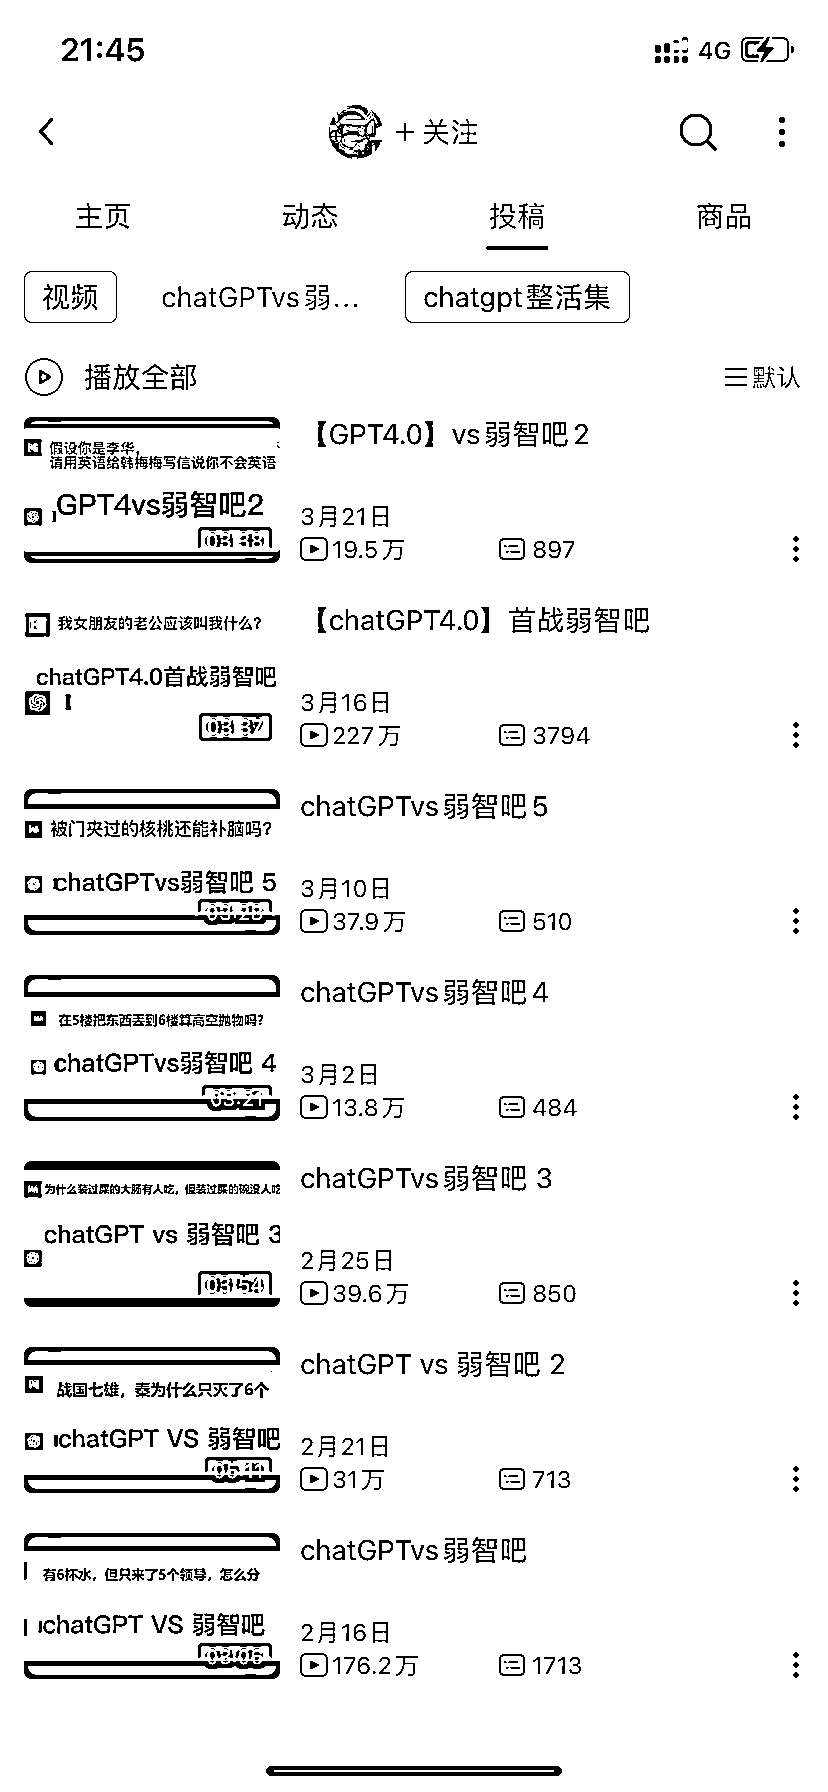 21:45
4G
+ 关注
主页 动态 投稿 商品
视频 chatGPTvs弱... chatgpt整活集
播放全部 默认
假设你是李华,
请用英语给韩梅梅写信说你不会英语
GPT4vs弱智吧2
03:38
【GPT4.0】vs弱智吧2
3月21日
19.5万 897
我女朋友的老公应该叫我什么?
chatGPT4.0首战弱智吧
03:37
【chatGPT4.0】首战弱智吧
3月16日
227万 3794
被门夹过的核桃还能补脑吗?
chatGPTvs弱智吧 5
chatGPTvs弱智吧5
3月10日
37.9万 510
在5楼把东西丢到6楼算高空抛物吗?
chatGPTvs弱智吧 4
03:21
chatGPTvs弱智吧4
3月2日
13.8万 484
为什么装过屎的大肠有人吃，但装过屎的碗没人吃
chatGPT vs 弱智吧 3
03:54
chatGPTvs弱智吧 3
2月25日
39.6万 850
战国七雄，秦为什么只灭了6个
chatGPT VS 弱智吧
05:11
chatGPT vs 弱智吧 2
2月21日
31万 713
有6杯水，但只来了5个领导，怎么分
chatGPT VS 弱智吧
chatGPTvs弱智吧
2月16日
176.2万 1713